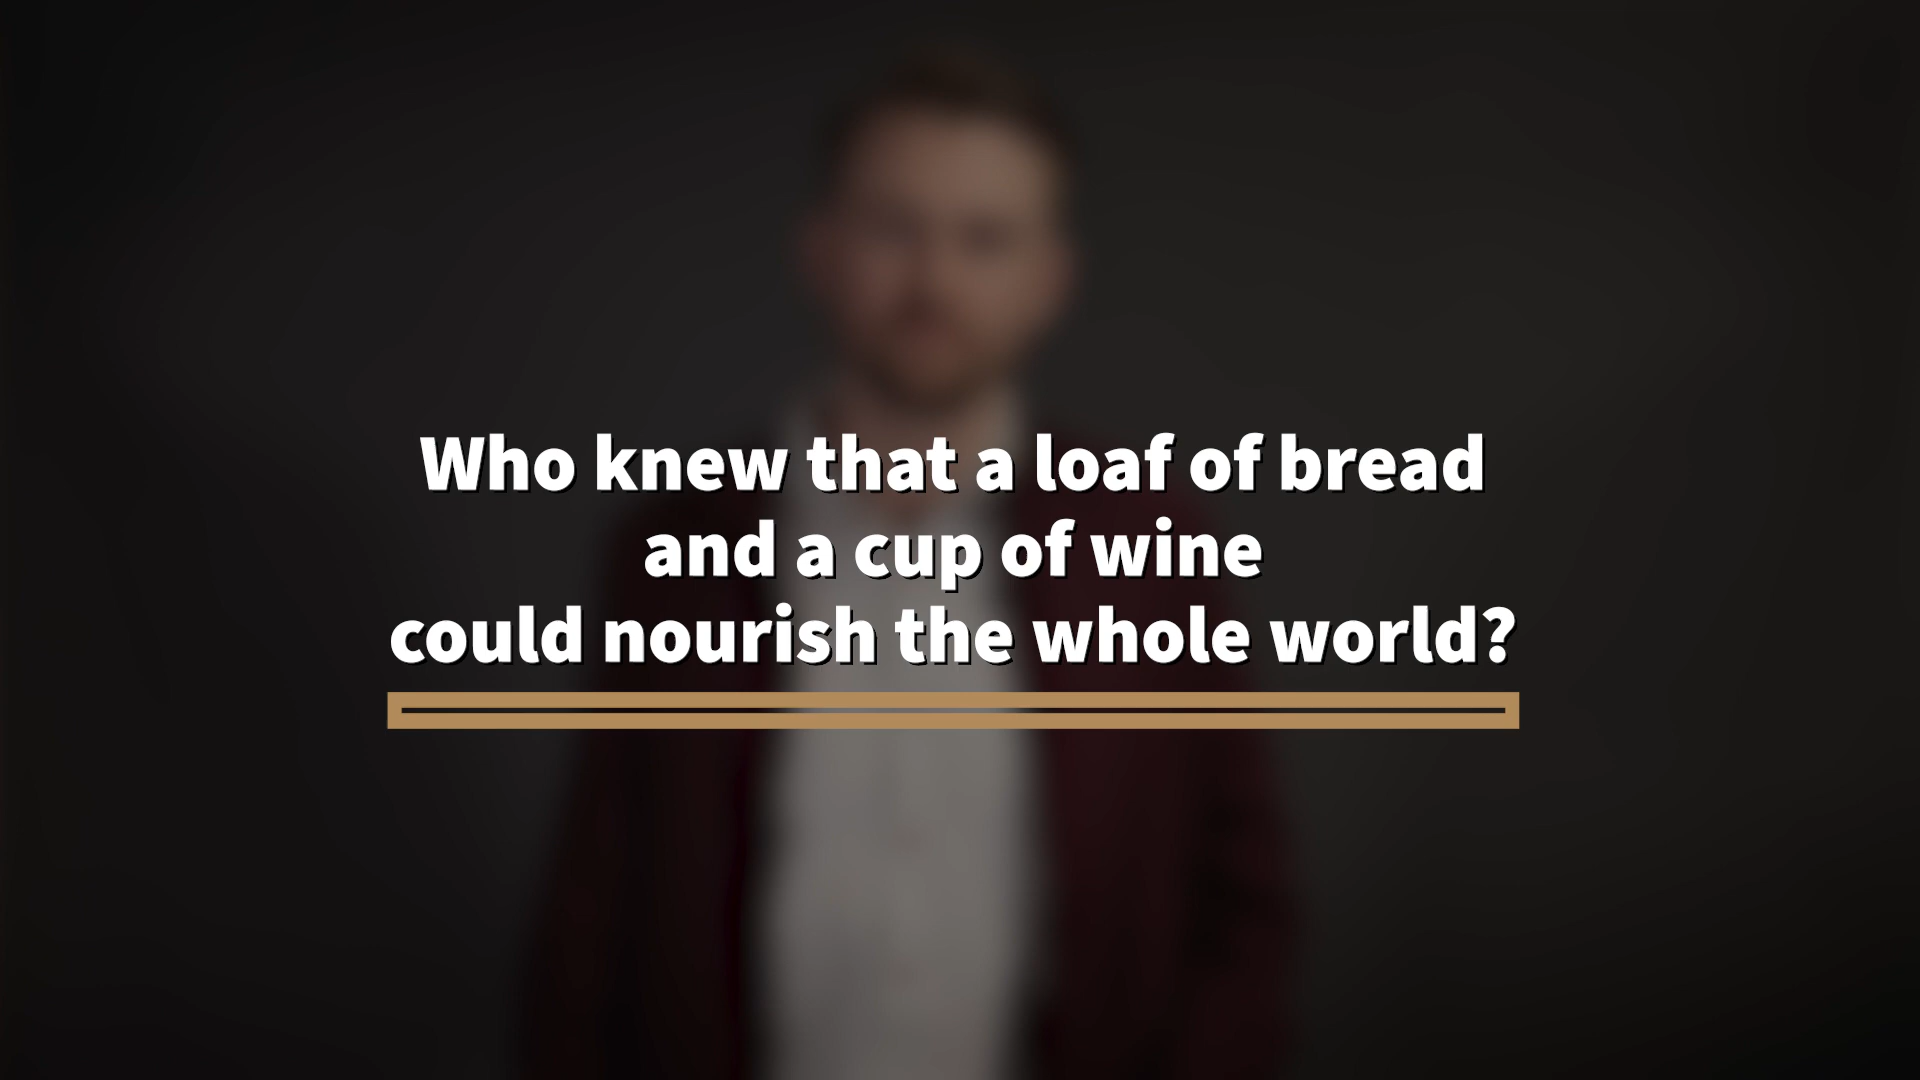 Who knew that a loaf of bread
and a cup of wine
could nourish the whole world?